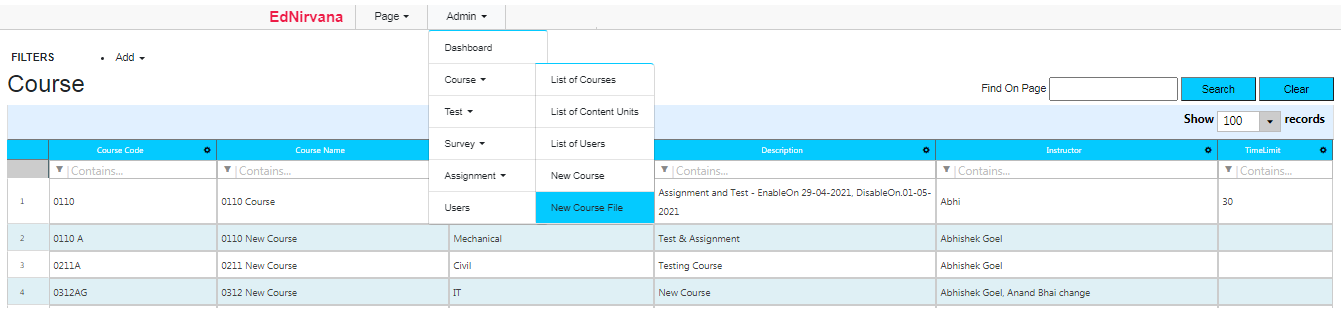 EdNirvana Page Admin
Dashboard
FILTERS • Add
Course
Course List of Courses
Find On Page Search Clear
Test List of Content Units
Show 100 records
Survey List of Users
Course Code Course Name Description Instructor TimeLimit
Contains... Contains... Contains... Contains... Contains...
Assignment New Course
1 0110 0110 Course Assignment and Test - EnableOn 29-04-2021, DisableOn.01-05-2021 Abhi 30
Users New Course File
2 0110 A 0110 New Course Mechanical Test & Assignment Abhishek Goel
3 0211A 0211 New Course Civil Testing Course Abhishek Goel
4 0312AG 0312 New Course IT New Course Abhishek Goel, Anand Bhai change